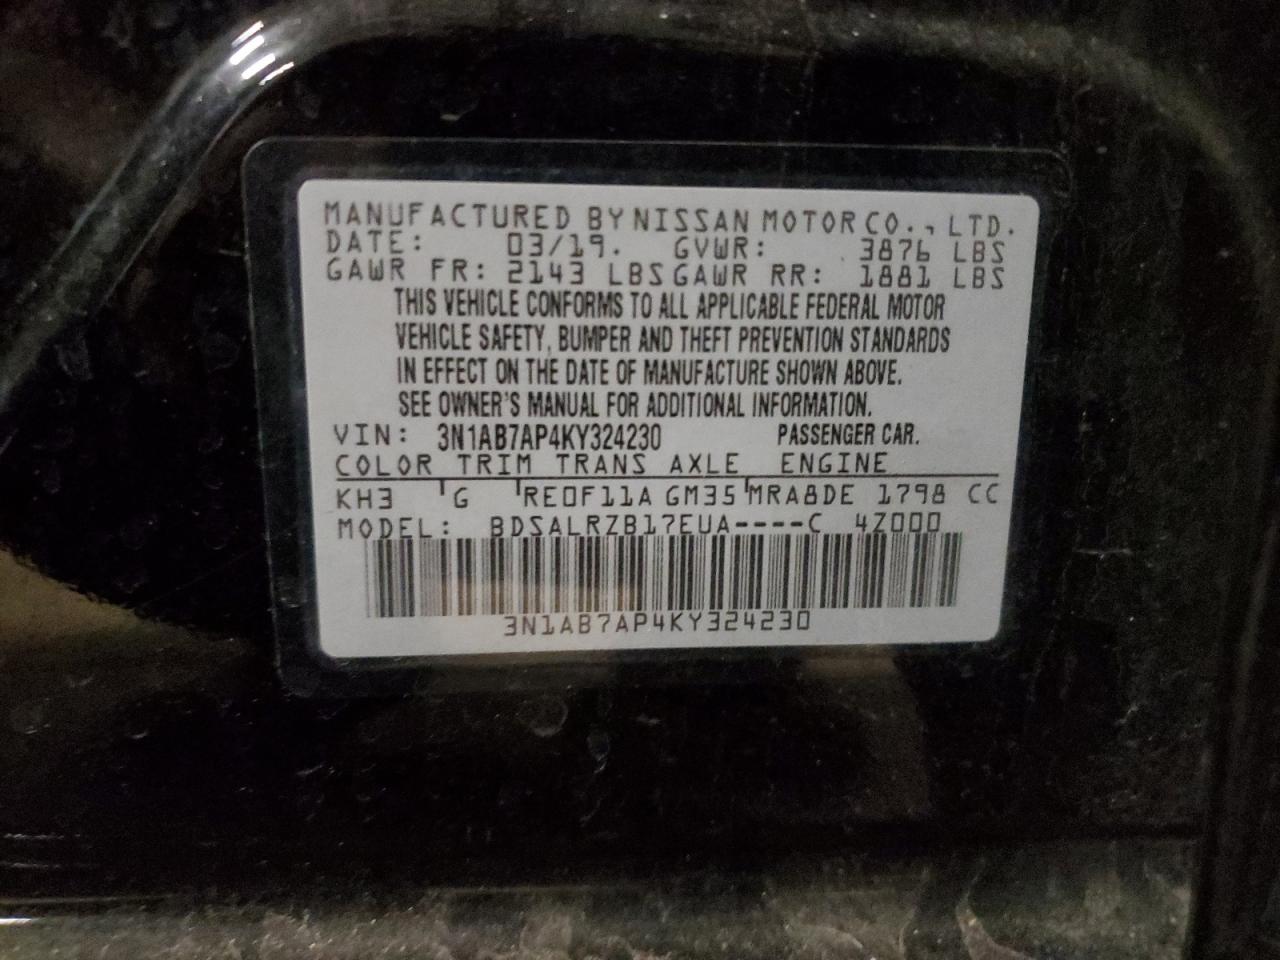 MANUFACTURED BY NISSAN MOTOR CO., LTD.
DATE: 03/19. GVWR: 3876 LBS
GAWR FR: 2143 LBS GAWR RR: 1881 LBS
THIS VEHICLE CONFORMS TO ALL APPLICABLE FEDERAL MOTOR
VEHICLE SAFETY, BUMPER AND THEFT PREVENTION STANDARDS
IN EFFECT ON THE DATE OF MANUFACTURE SHOWN ABOVE.
SEE OWNER'S MANUAL FOR ADDITIONAL INFORMATION.
VIN: 3N1AB7AP4KY324230 PASSENGER CAR.
COLOR TRIM TRANS AXLE ENGINE
KH3 G RE0F11A GM35 MRA8DE 1798 CC
MODEL: BDSALRZB17EUA----C 4Z000
3N1AB7AP4KY324230